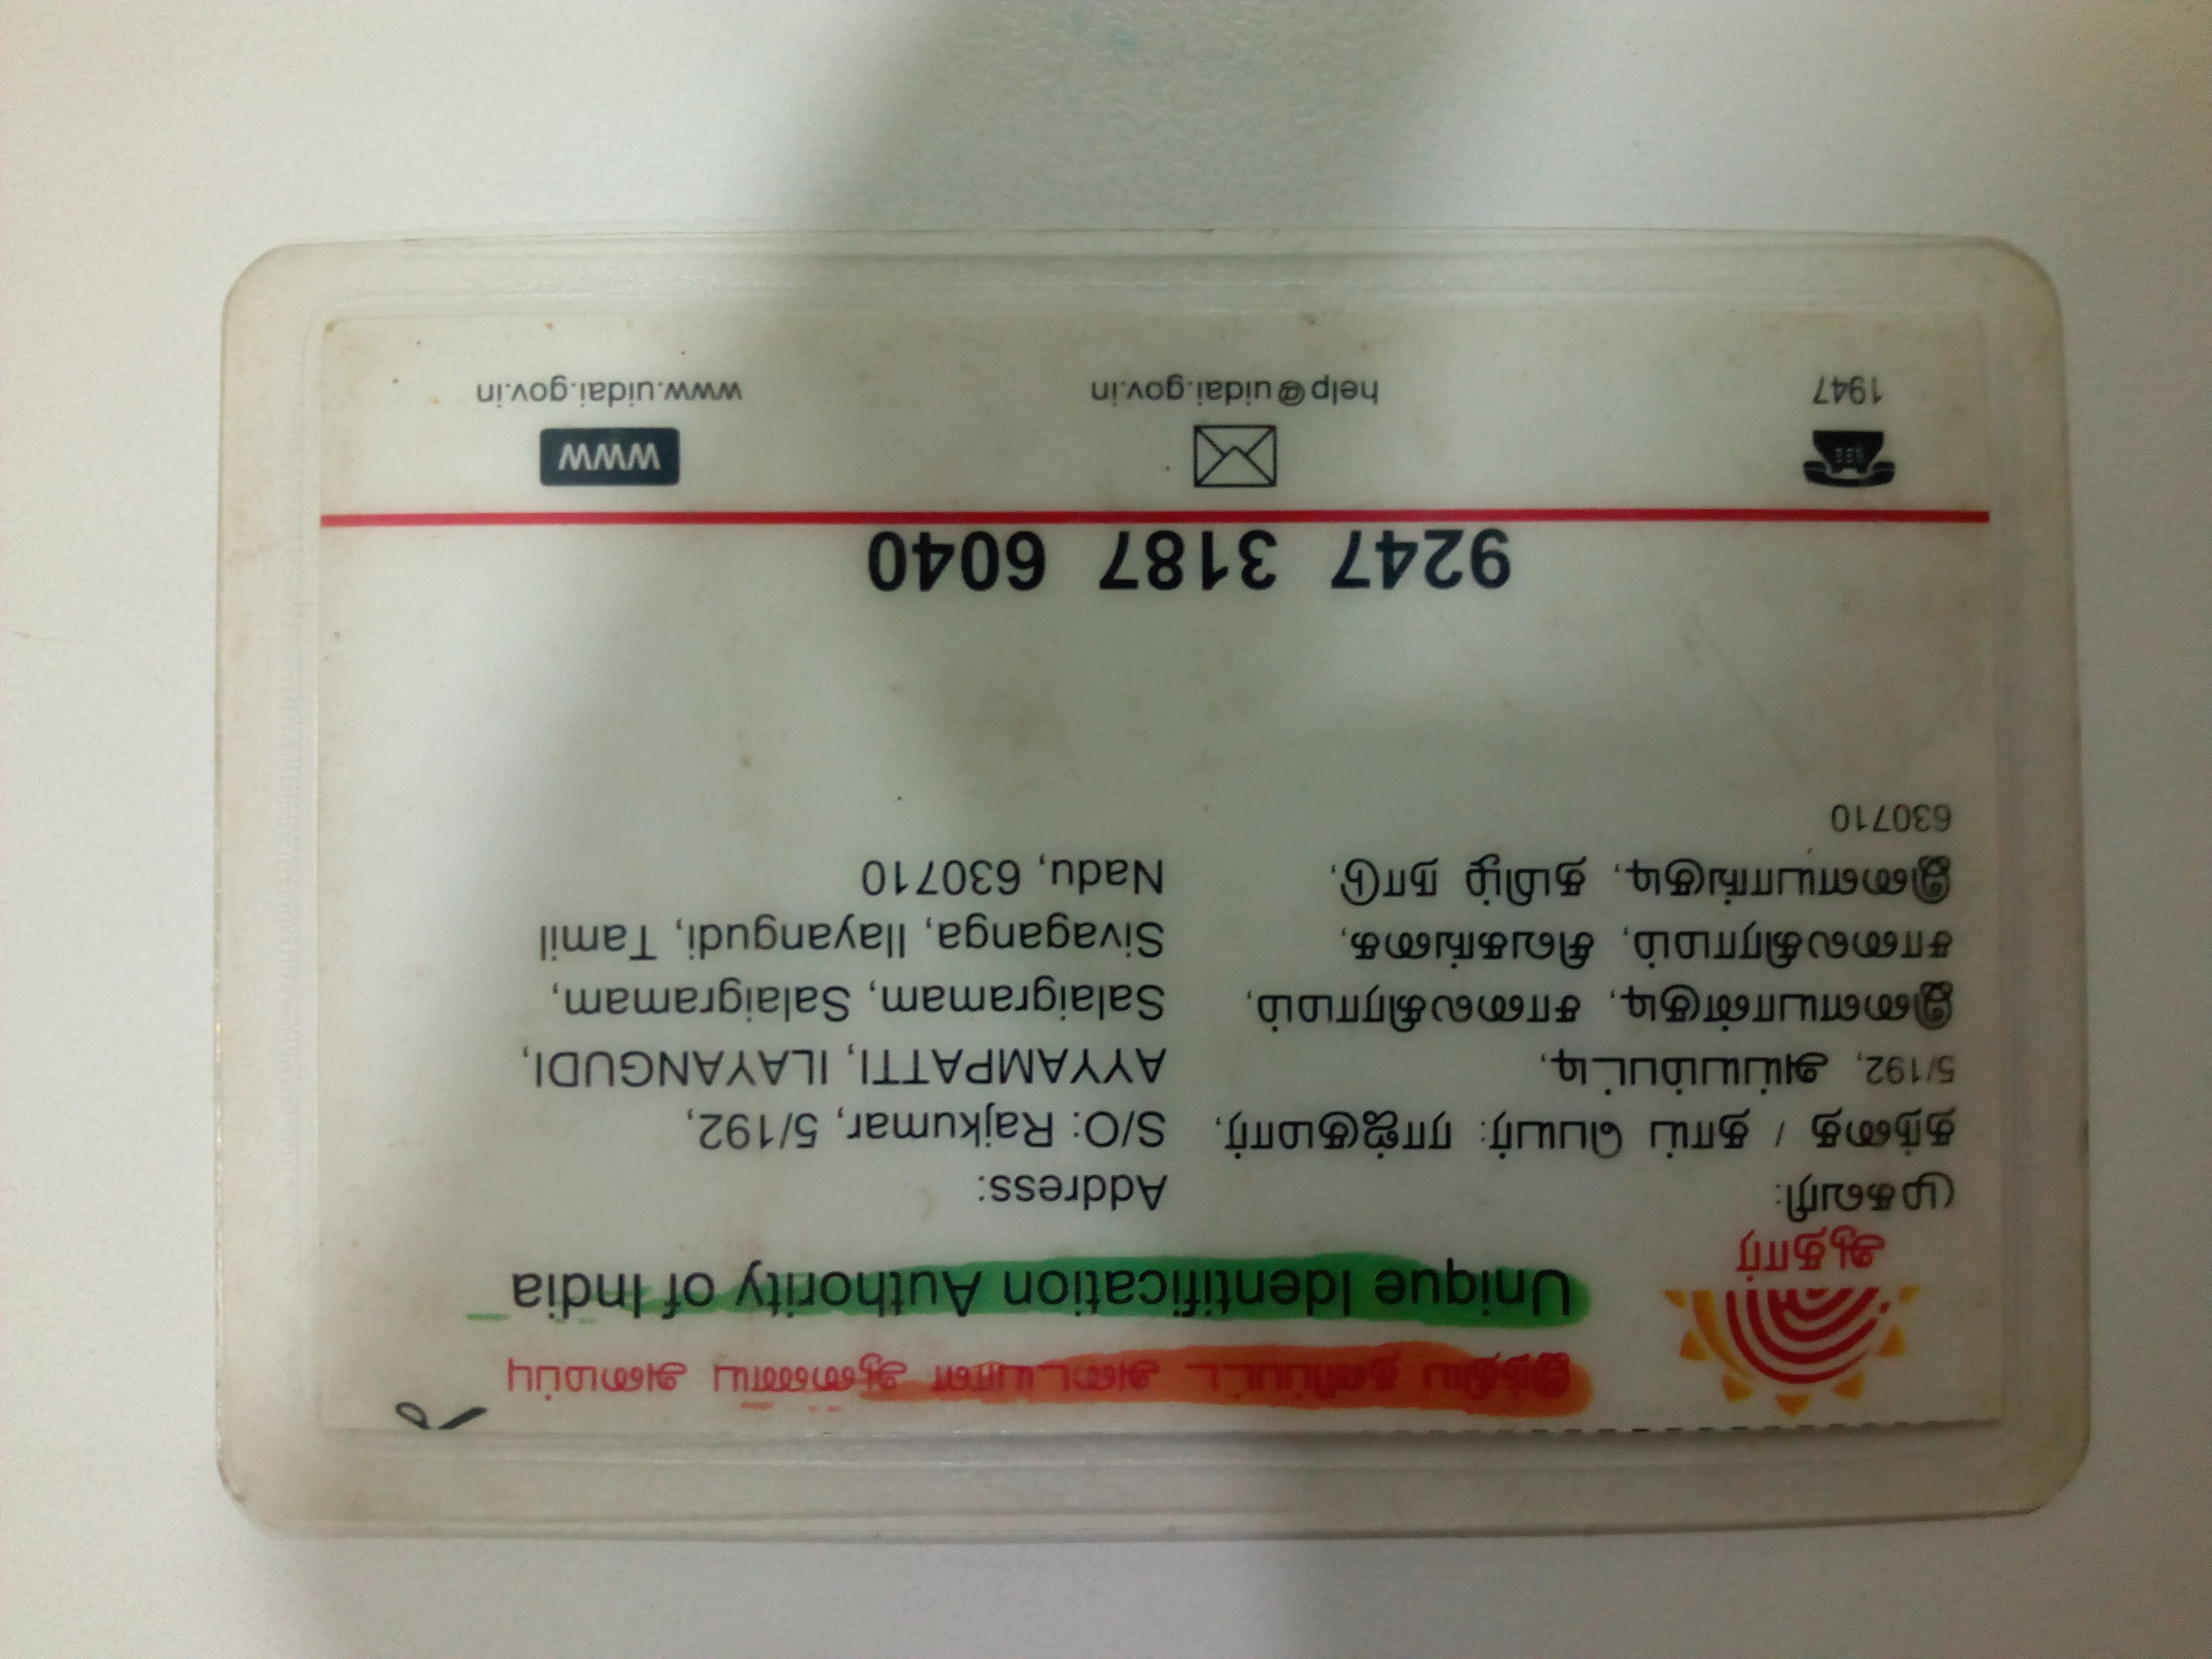 இந்திய தனிப்பட்ட அடையாள ஆணைய அமைப்பு
Unique Identification Authority of India
ஆதார்
முகவரி:
தந்தை / தாய் பெயர்: ராஜ்குமார்,
5/192, அய்யம்பட்டி,
இளையான்குடி, சாலைகிராமம்,
சாலைகிராமம், சிவகங்கை,
இளையாங்குடி, தமிழ் நாடு,
630710
Address:
S/O: Rajkumar, 5/192,
AYYAMPATTI, ILAYANGUDI,
Salaigramam, Salaigramam,
Sivaganga, Ilayangudi, Tamil
Nadu, 630710
9247 3187 6040
1947
help@uidai.gov.in
WWW
www.uidai.gov.in